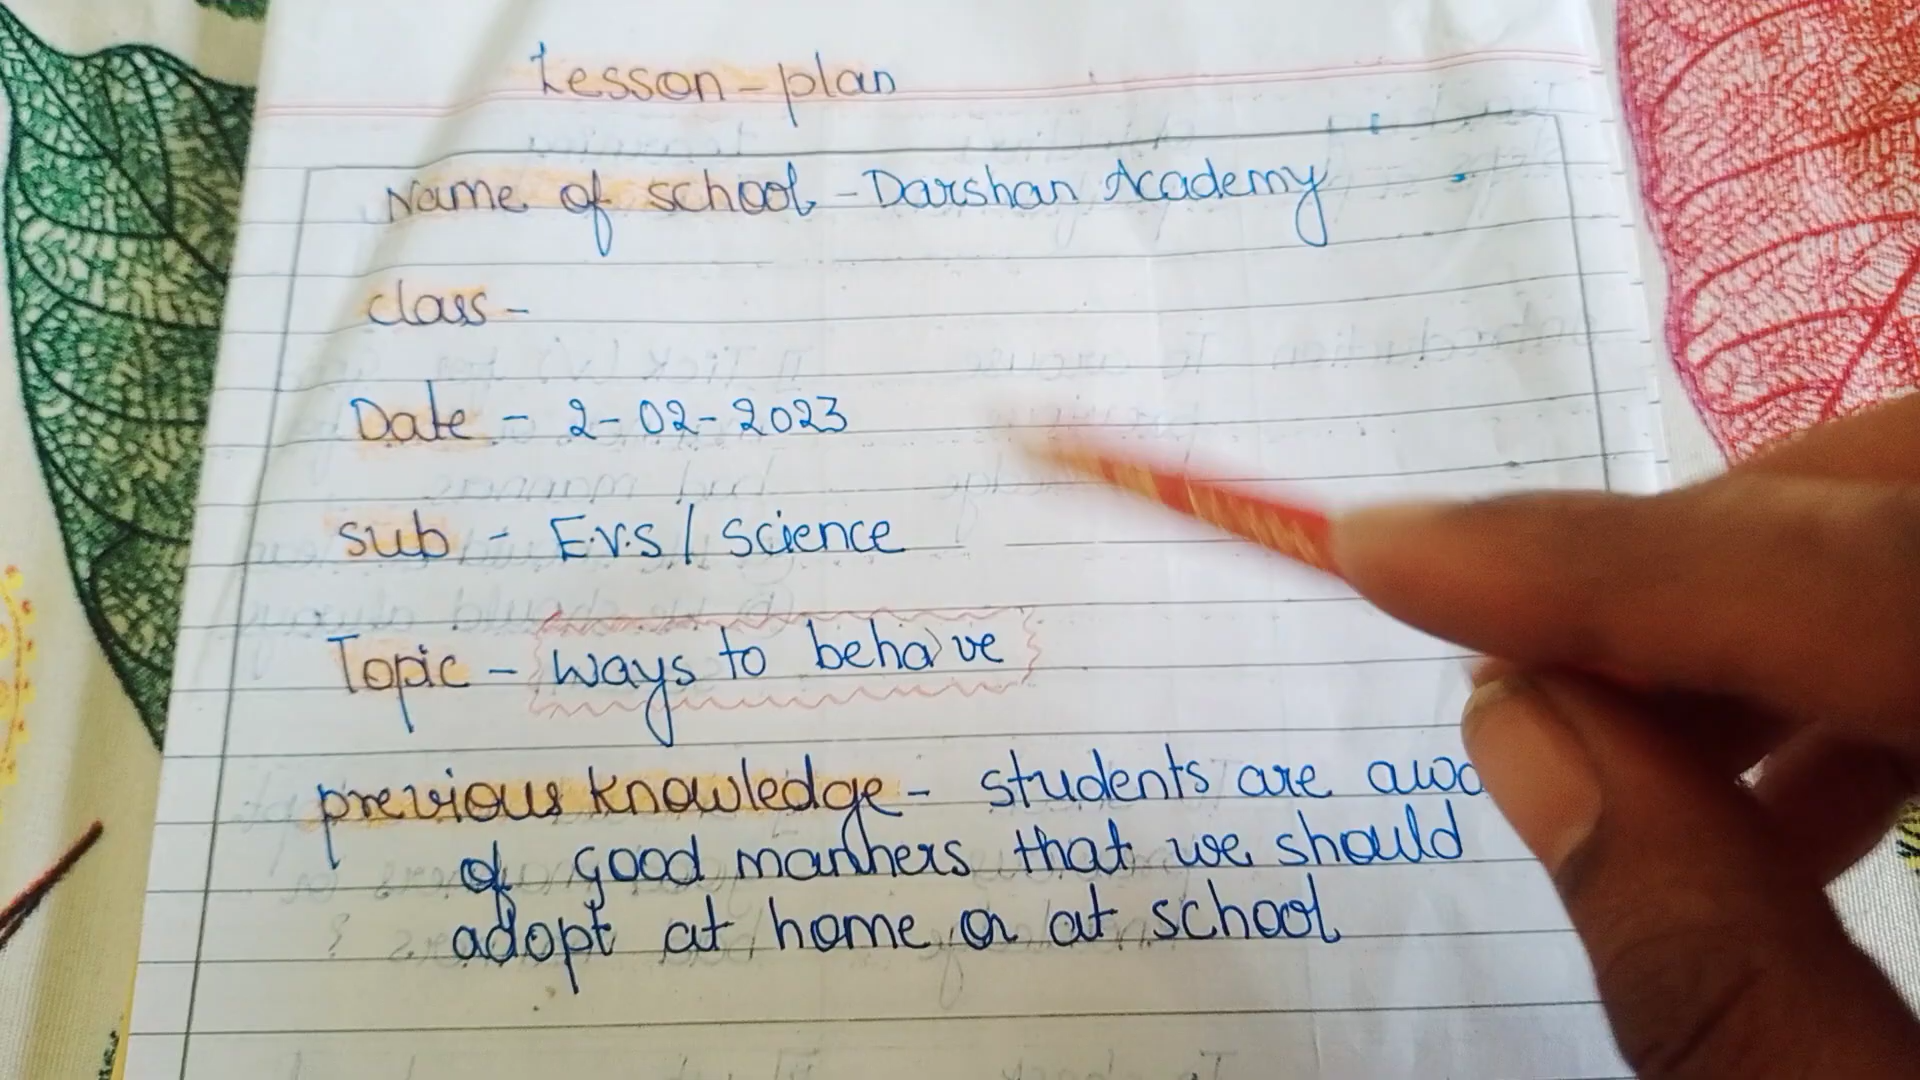 Lesson-plan
Name of school - Darshan Academy
class -
Date - 2-02-2023
Sub - E.V.S / Science
Topic - ways to behave
previous knowledge - students are
of good manners that we should
adopt at home or at school